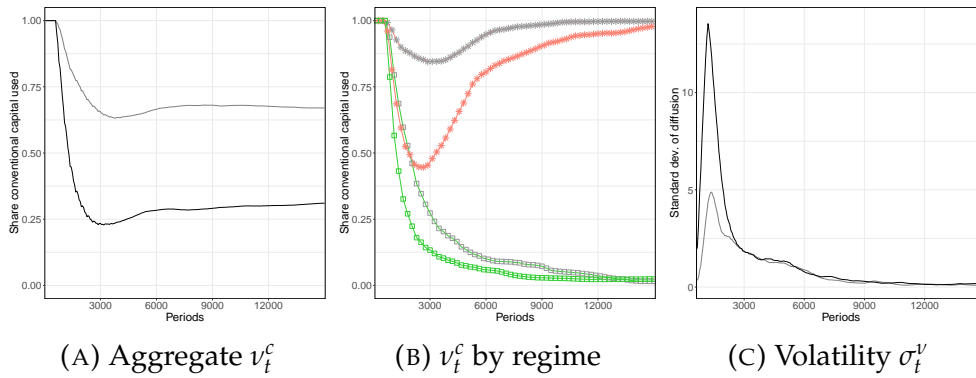 Share conventional capital used
1.00
0.75
0.50
0.25
0.00
3000 6000 9000 12000
Periods
Share conventional capital used
1.00
0.75
0.50
0.25
0.00
3000 6000 9000 12000
Periods
Standard dev. of diffusion
10
5
0
3000 6000 9000 12000
Periods
(A) Aggregate ν_t^c
(B) ν_t^c by regime
(C) Volatility σ_t^ν